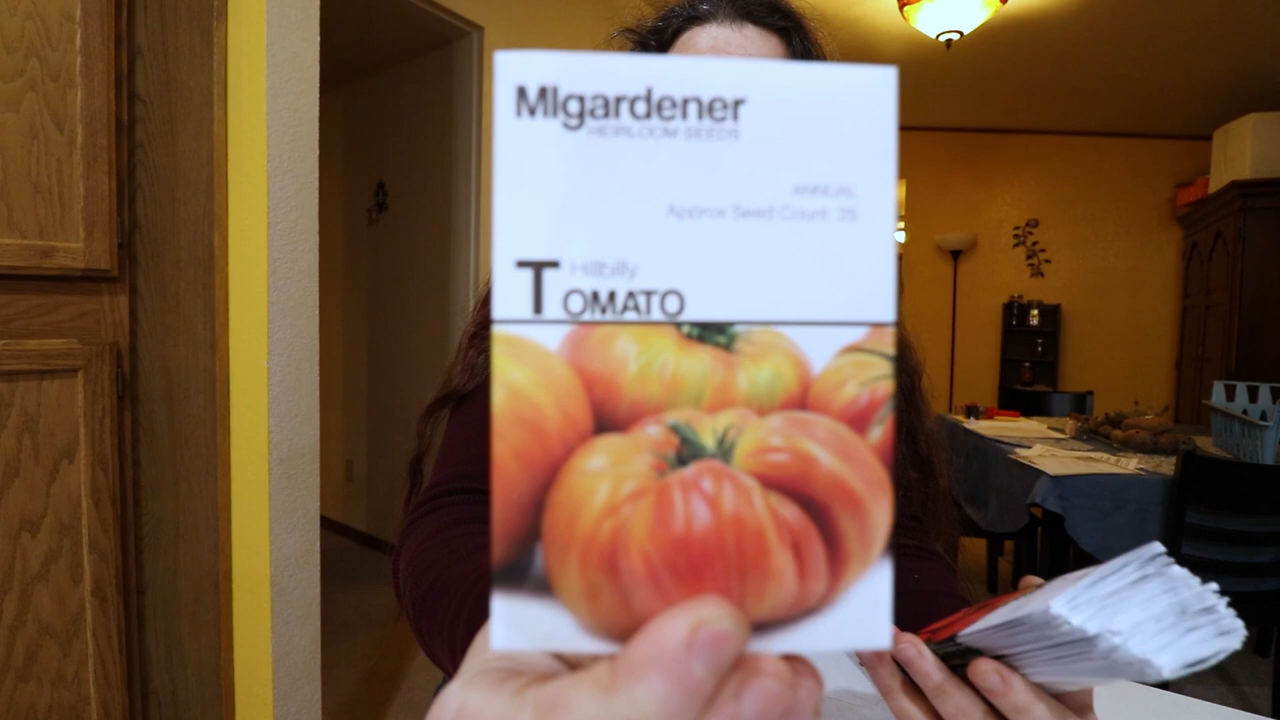 MIgardener
HEIRLOOM SEEDS
ANNUAL
Approx Seed Count: 35
Hillbilly
TOMATO